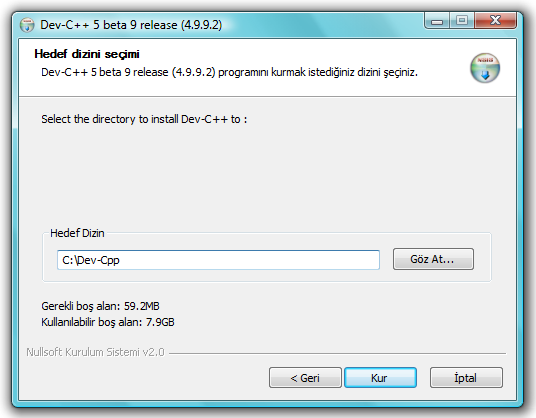 Dev-C++ 5 beta 9 release (4.9.9.2)
Hedef dizini seçimi
Dev-C++ 5 beta 9 release (4.9.9.2) programını kurmak istediğiniz dizini seçiniz.
Select the directory to install Dev-C++ to :
Hedef Dizin
C:\Dev-Cpp
Göz At...
Gerekli boş alan: 59.2MB
Kullanılabilir boş alan: 7.9GB
Nullsoft Kurulum Sistemi v2.0
< Geri
Kur
İptal